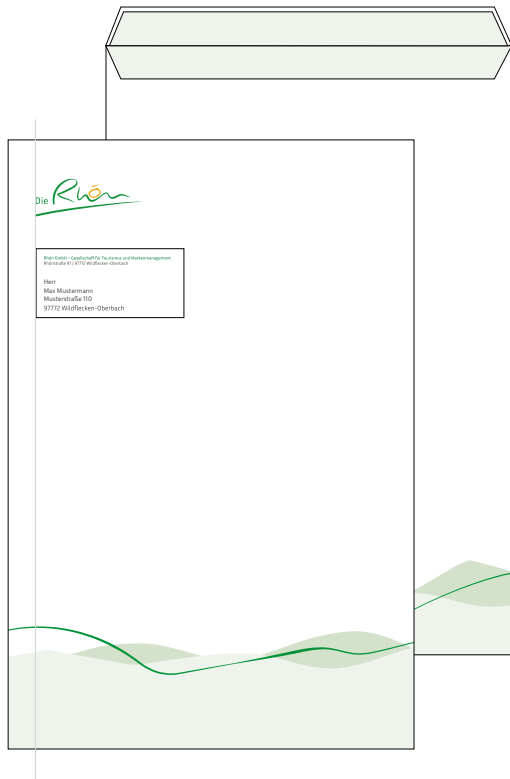 Die Rhön
Rhön GmbH – Gesellschaft für Tourismus und Markenmanagement
Rhönstraße 97 | 97772 Wildflecken-Oberbach
Herr
Max Mustermann
Musterstraße 110
97772 Wildflecken-Oberbach